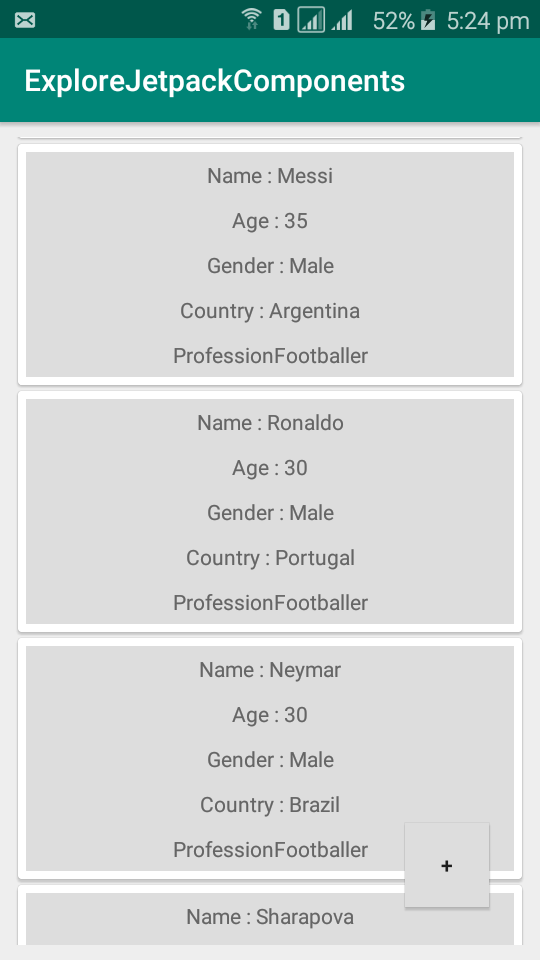 1 52% 5:24 pm
ExploreJetpackComponents
Name : Messi
Age : 35
Gender : Male
Country : Argentina
ProfessionFootballer
Name : Ronaldo
Age : 30
Gender : Male
Country : Portugal
ProfessionFootballer
Name : Neymar
Age : 30
Gender : Male
Country : Brazil
ProfessionFootballer
+
Name : Sharapova